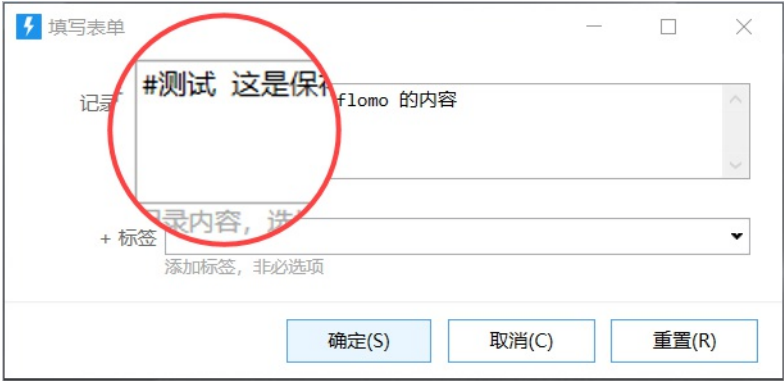 填写表单
记录
#测试 这是保
flomo 的内容
录内容，选
+ 标签
添加标签，非必选项
确定(S)
取消(C)
重置(R)